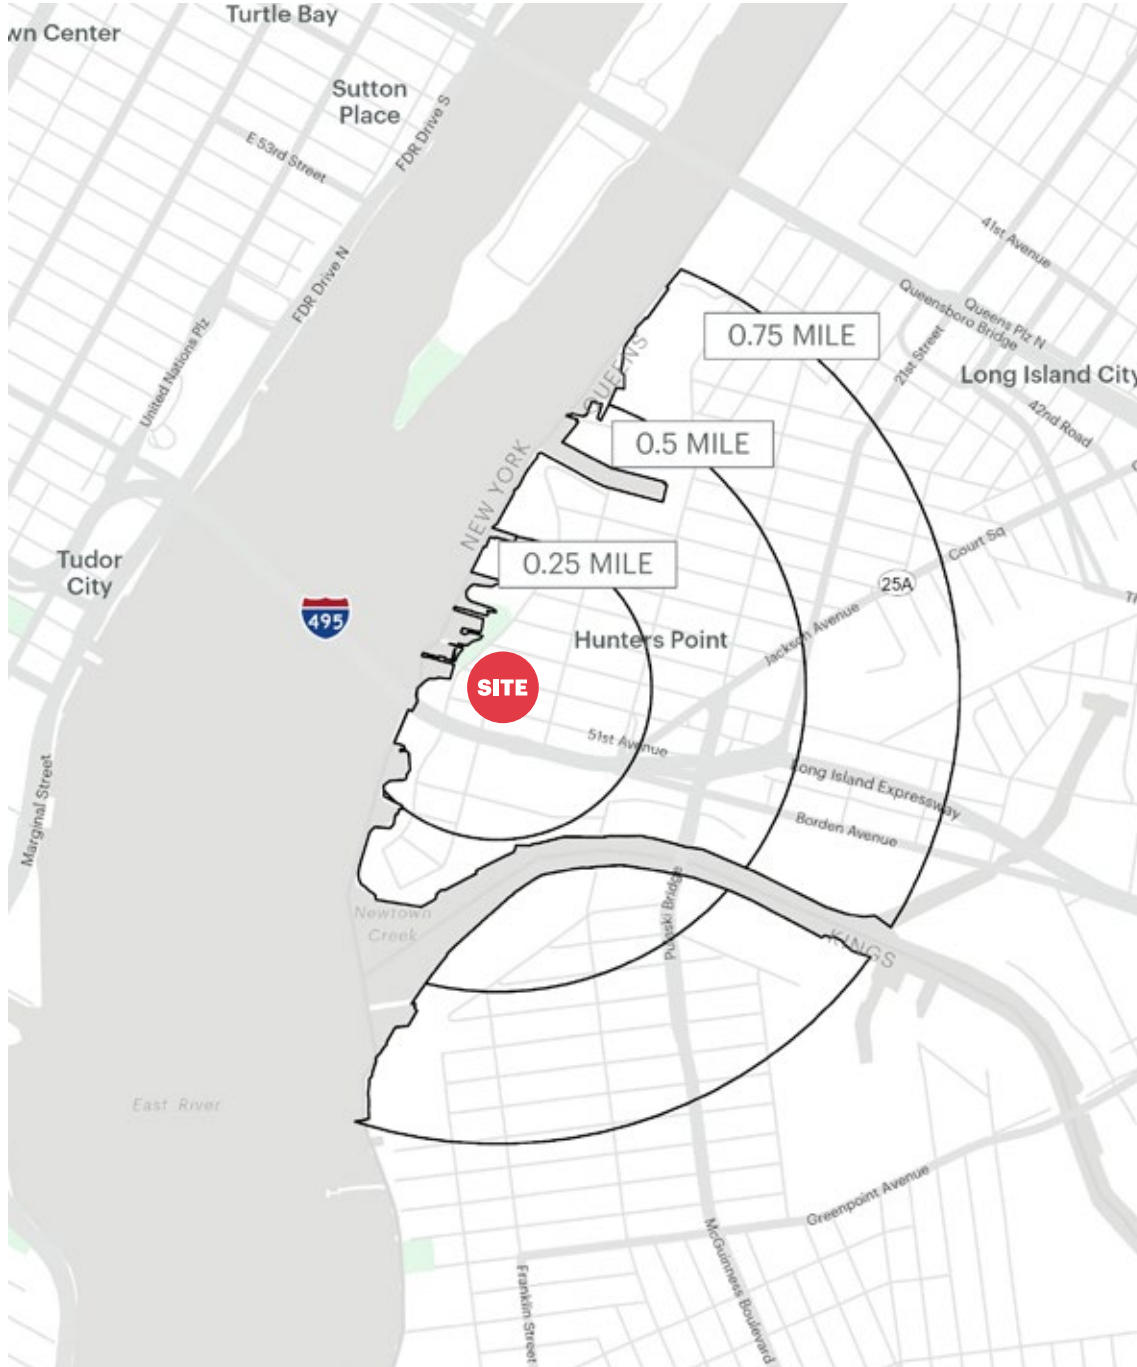 Turtle Bay
wn Center
Sutton
Place
E 53rd Street
FDR Drive S
FDR Drive N
United Nations Plz
41st Avenue
Queensboro Bridge
Queens Plz N
21st Street
Long Island City
42nd Road
QUEENS
0.75 MILE
0.5 MILE
NEW YORK
0.25 MILE
Court Sq
25A
Tudor
City
495
Hunters Point
Jackson Avenue
SITE
51st Avenue
Long Island Expressway
Borden Avenue
Marginal Street
Newtown
Creek
Pulaski Bridge
KINGS
East River
Greenpoint Avenue
Franklin Street
McGuinness Boulevard